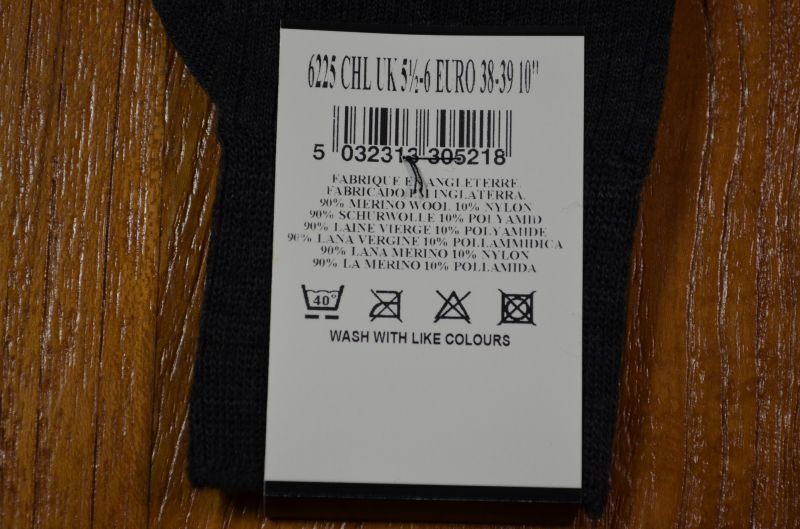 6225 CHL UK 5½-6 EURO 38-39 10"
5 032313 305218
FABRIQUE EN ANGLETERRE.
FABRICADO EN INGLATERRA.
90% MERINO WOOL 10% NYLON
90% SCHURWOLLE 10% POLYAMID
90% LAINE VIERGE 10% POLYAMIDE
90% LANA VERGINE 10% POLLAMMIDICA
90% LANA MERINO 10% NYLON
90% LA MERINO 10% POLLAMIDA
40°
WASH WITH LIKE COLOURS